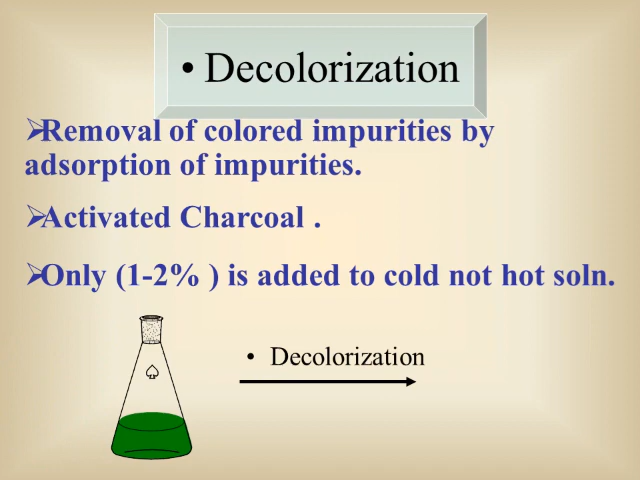 • Decolorization
➢Removal of colored impurities by
adsorption of impurities.
➢Activated Charcoal .
➢Only (1-2% ) is added to cold not hot soln.
• Decolorization